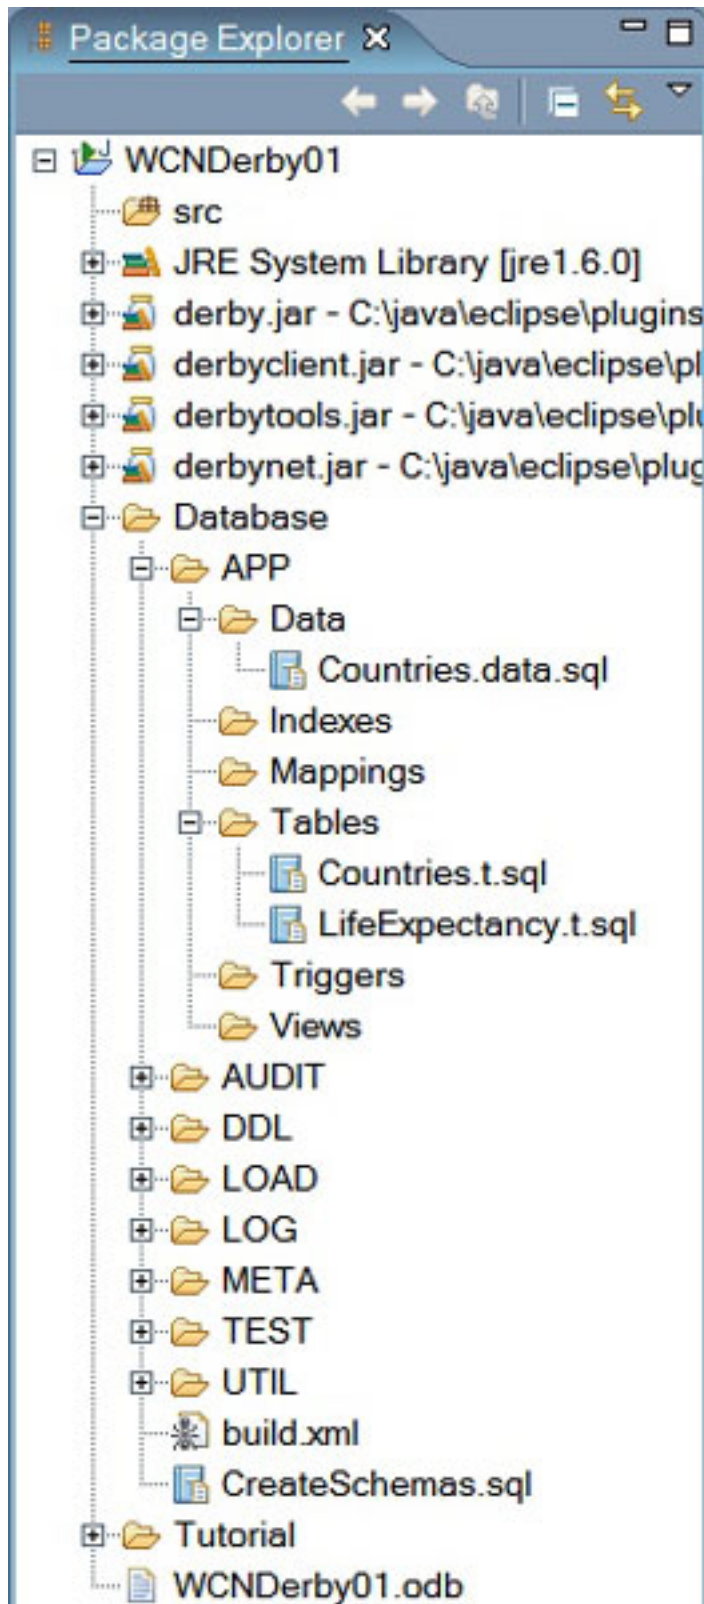 Package Explorer
WCNDerby01
src
JRE System Library [jre1.6.0]
derby.jar - C:\java\eclipse\plugins
derbyclient.jar - C:\java\eclipse\pl
derbytools.jar - C:\java\eclipse\plu
derbynet.jar - C:\java\eclipse\plug
Database
APP
Data
Countries.data.sql
Indexes
Mappings
Tables
Countries.t.sql
LifeExpectancy.t.sql
Triggers
Views
AUDIT
DDL
LOAD
LOG
META
TEST
UTIL
build.xml
CreateSchemas.sql
Tutorial
WCNDerby01.odb